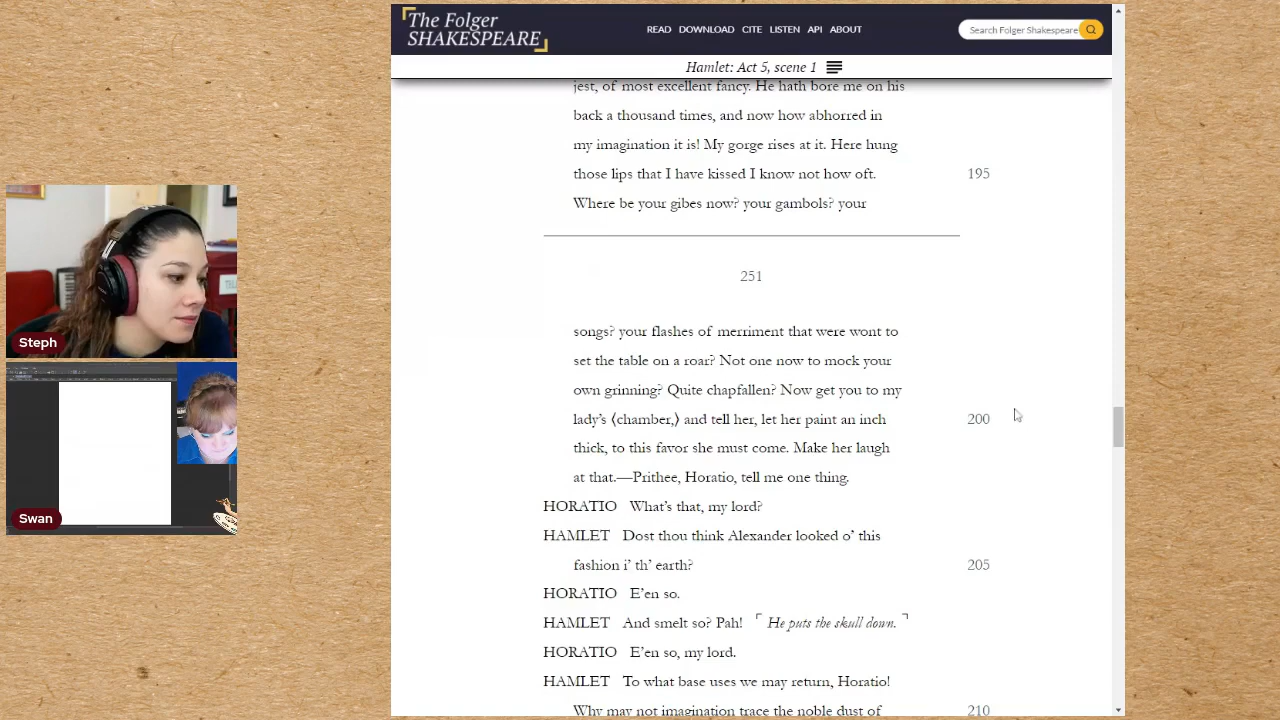 The Folger
SHAKESPEARE
READ DOWNLOAD CITE LISTEN API ABOUT
Search Folger Shakespeare
Hamlet: Act 5, scene 1
jest, of most excellent fancy. He hath bore me on his
back a thousand times, and now how abhorred in
my imagination it is! My gorge rises at it. Here hung
those lips that I have kissed I know not how oft. 195
Where be your gibes now? your gambols? your
251
songs? your flashes of merriment that were wont to
set the table on a roar? Not one now to mock your
own grinning? Quite chapfallen? Now get you to my
lady's ⟨chamber,⟩ and tell her, let her paint an inch 200
thick, to this favor she must come. Make her laugh
at that.—Prithee, Horatio, tell me one thing.
HORATIO What's that, my lord?
HAMLET Dost thou think Alexander looked o' this
fashion i' th' earth? 205
HORATIO E'en so.
HAMLET And smelt so? Pah! ⌜He puts the skull down.⌝
HORATIO E'en so, my lord.
HAMLET To what base uses we may return, Horatio!
Why may not imagination trace the noble dust of 210
Steph
Swan